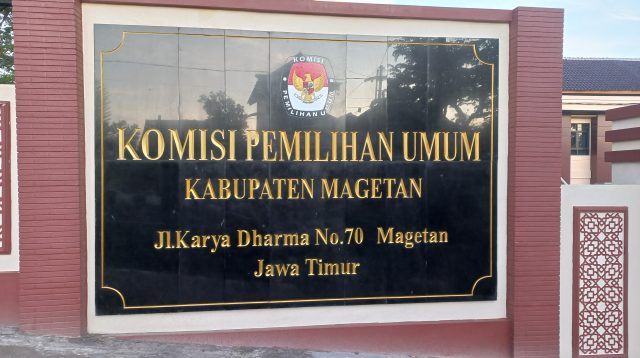 KOMISI
PEMILIHAN UMUM
KOMISI PEMILIHAN UMUM
KABUPATEN MAGETAN
Jl.Karya Dharma No.70 Magetan
Jawa Timur